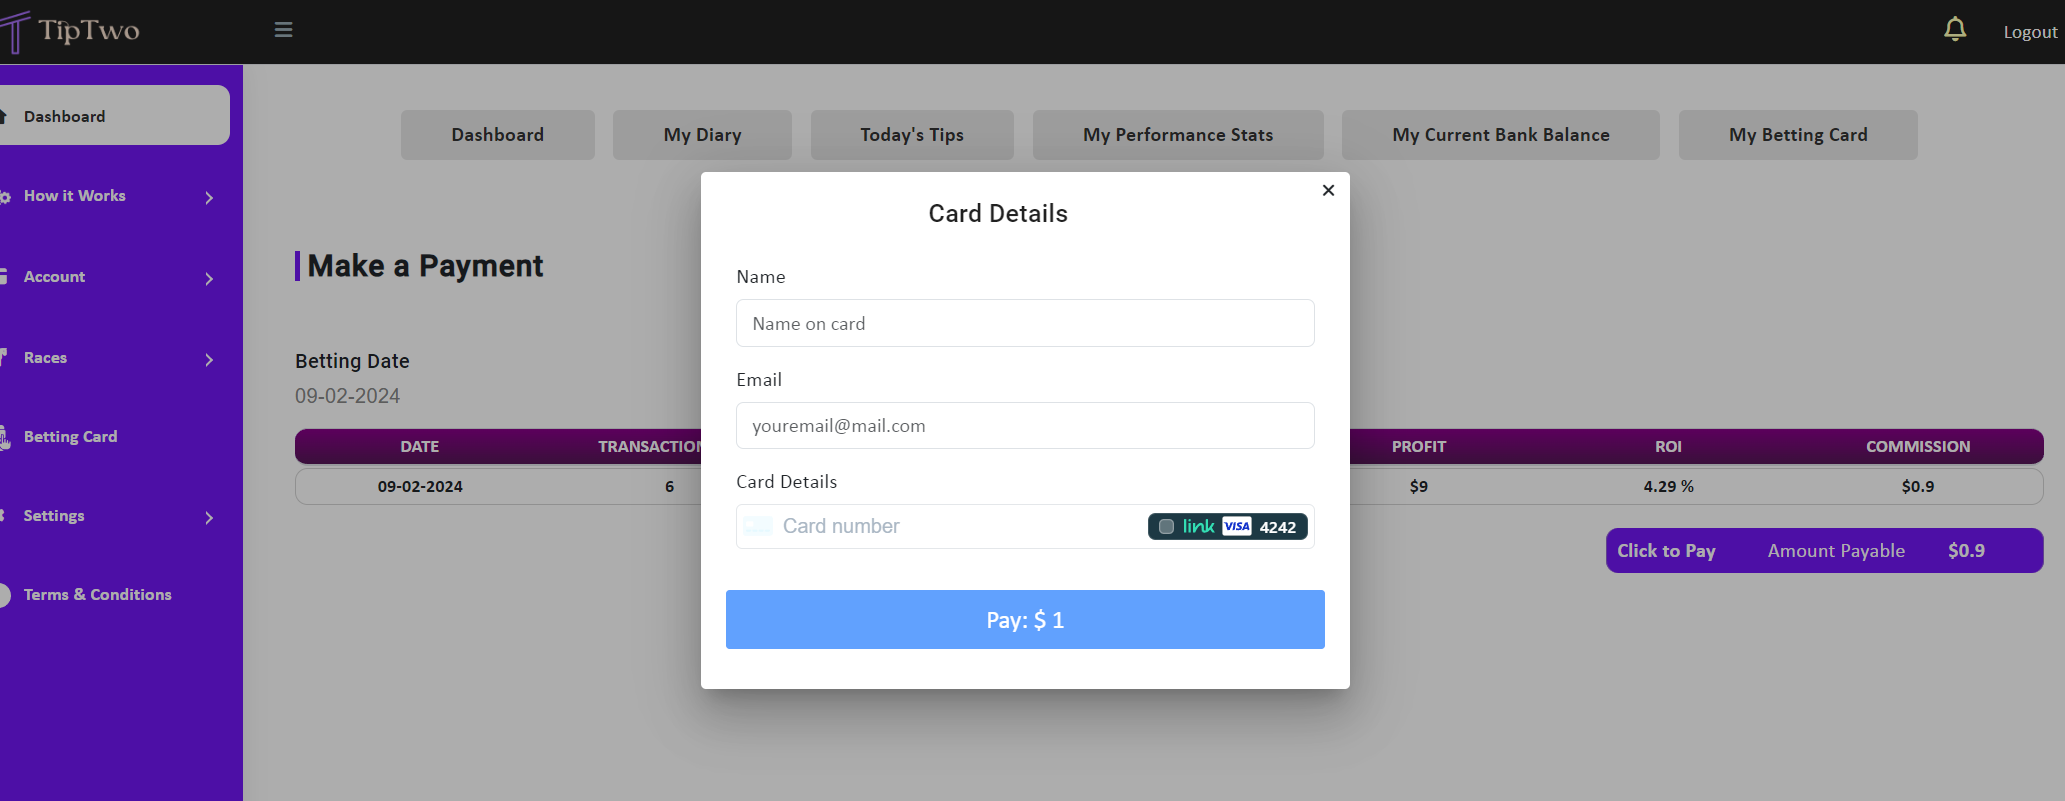 TipTwo
Logout
Dashboard
How it Works
Account
Races
Betting Card
Settings
Terms & Conditions
Dashboard
My Diary
Today's Tips
My Performance Stats
My Current Bank Balance
My Betting Card
Make a Payment
Betting Date
09-02-2024
DATE TRANSACTION PROFIT ROI COMMISSION
09-02-2024 6 $9 4.29 % $0.9
Click to Pay Amount Payable $0.9
Card Details
Name
Name on card
Email
youremail@mail.com
Card Details
Card number link VISA 4242
Pay: $ 1